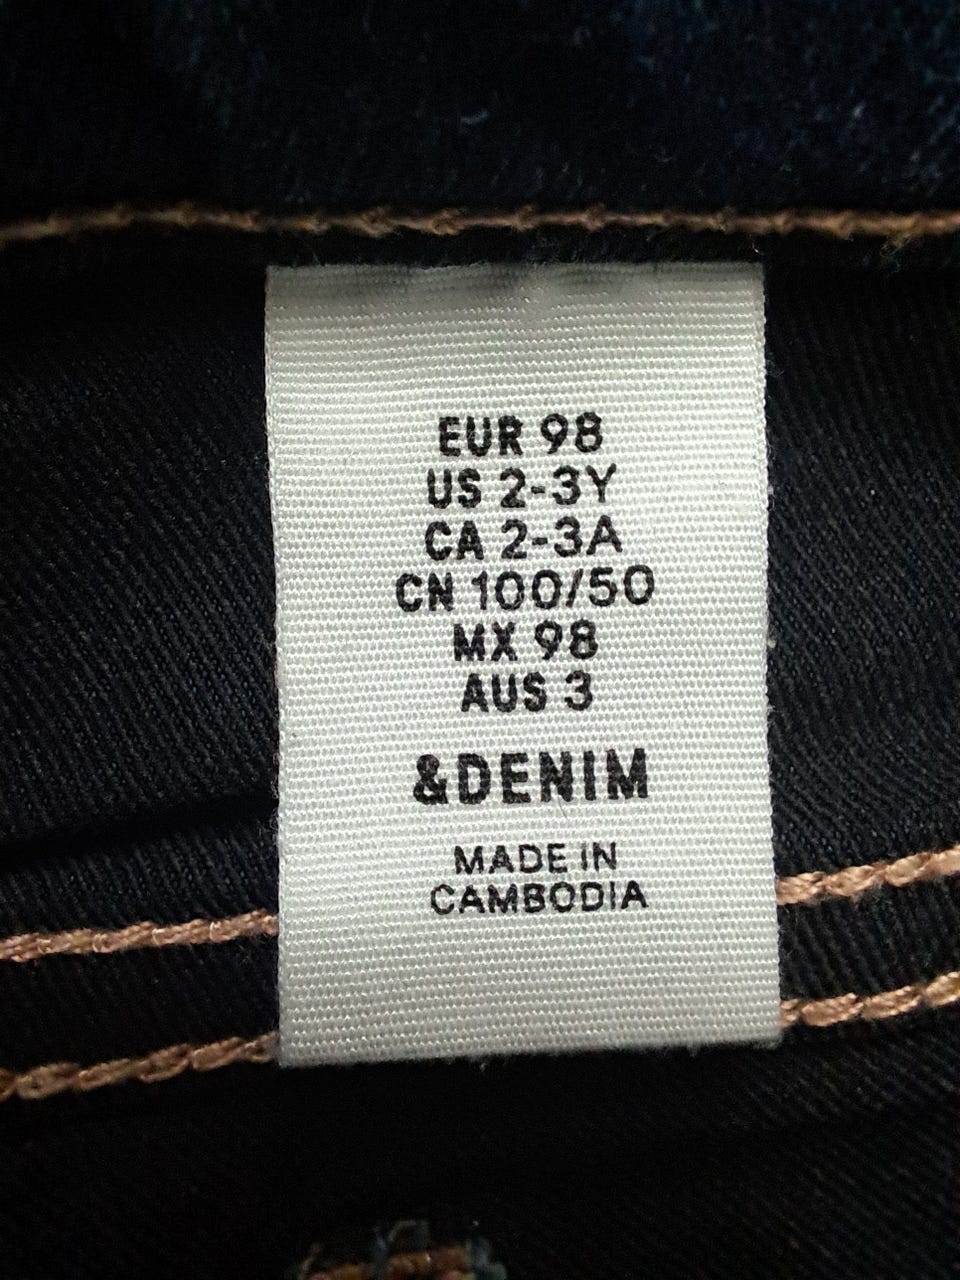 EUR 98
US 2-3Y
CA 2-3A
CN 100/50
MX 98
AUS 3
&DENIM
MADE IN
CAMBODIA